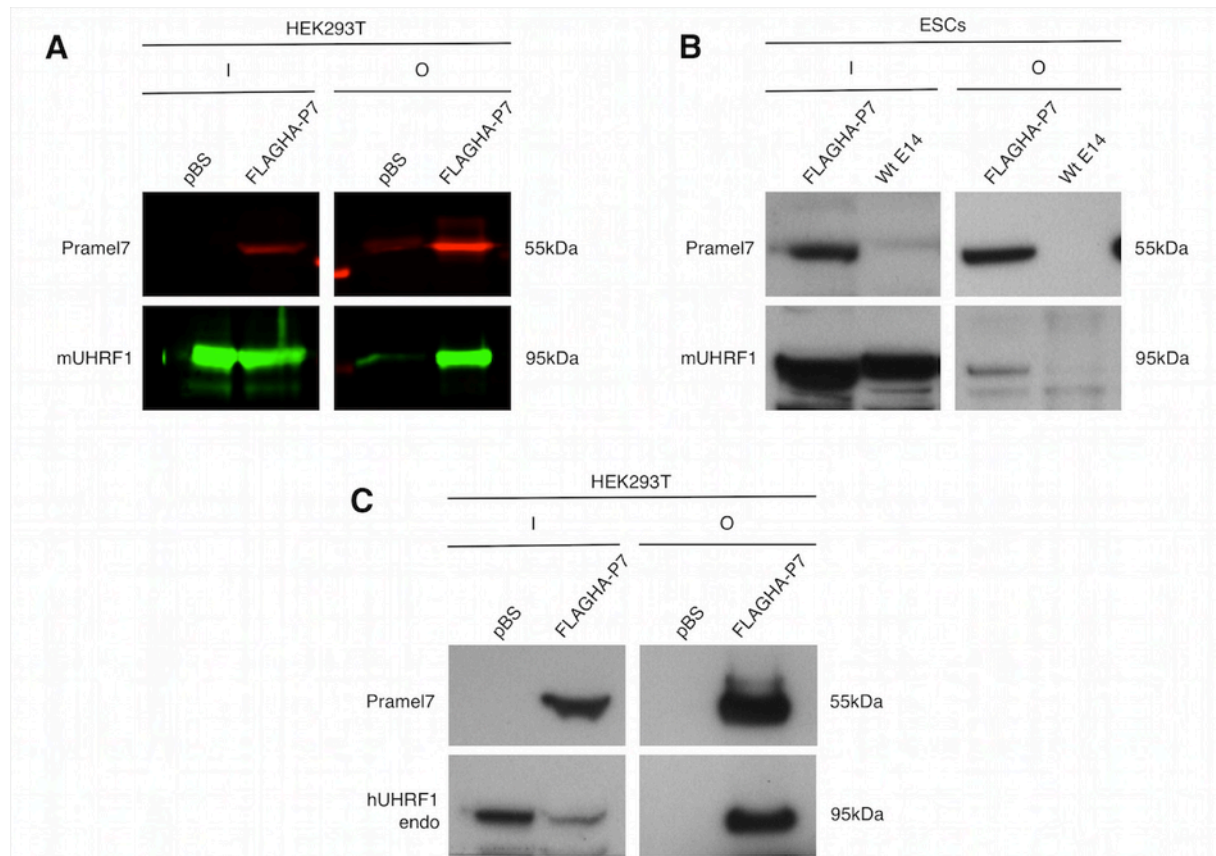 A
HEK293T
I O
pBS FLAGHA-P7 pBS FLAGHA-P7
Pramel7 55kDa
mUHRF1 95kDa
B
ESCs
I O
FLAGHA-P7 Wt E14 FLAGHA-P7 Wt E14
Pramel7 55kDa
mUHRF1 95kDa
C
HEK293T
I O
pBS FLAGHA-P7 pBS FLAGHA-P7
Pramel7 55kDa
hUHRF1
endo 95kDa